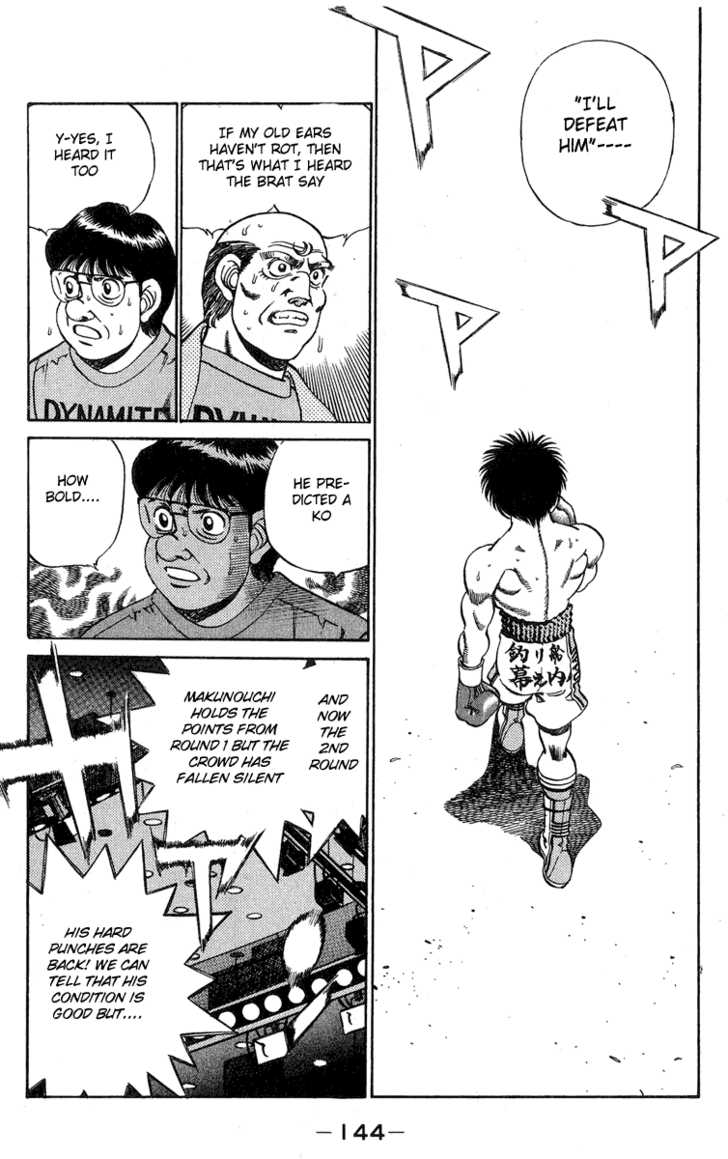 "I'LL
DEFEAT
HIM"----
釣り船
幕之内
IF MY OLD EARS
HAVEN'T ROT, THEN
THAT'S WHAT I HEARD
THE BRAT SAY
Y-YES, I
HEARD IT
TOO
DYNAMITE
HE PRE-
DICTED A
KO
HOW
BOLD....
AND
NOW
THE
2ND
ROUND
MAKUNOUCHI
HOLDS THE
POINTS FROM
ROUND 1 BUT THE
CROWD HAS
FALLEN SILENT
HIS HARD
PUNCHES ARE
BACK! WE CAN
TELL THAT HIS
CONDITION IS
GOOD BUT....
-144-